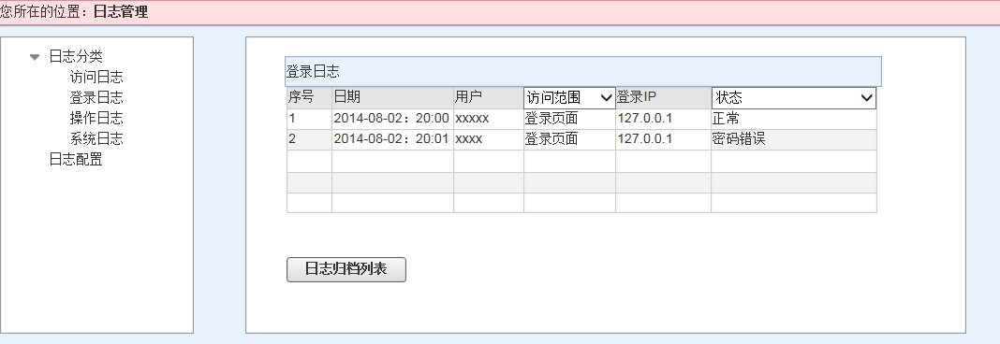 您所在的位置：日志管理
日志分类
访问日志
登录日志
操作日志
系统日志
日志配置
登录日志
序号 日期 用户 访问范围 登录IP 状态
1 2014-08-02：20:00 xxxxx 登录页面 127.0.0.1 正常
2 2014-08-02：20:01 xxxx 登录页面 127.0.0.1 密码错误
日志归档列表